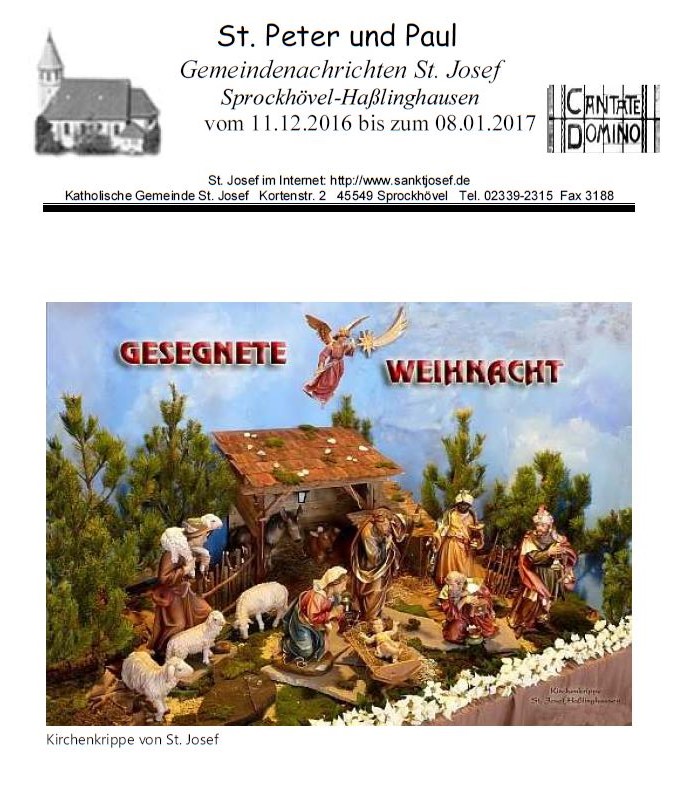 St. Peter und Paul
Gemeindenachrichten St. Josef
Sprockhövel-Haßlinghausen
vom 11.12.2016 bis zum 08.01.2017
CANTATE
DOMINO
St. Josef im Internet: http://www.sanktjosef.de
Katholische Gemeinde St. Josef Kortenstr. 2 45549 Sprockhövel Tel. 02339-2315 Fax 3188
GESEGNETE
WEIHNACHT
Kirchenkrippe
St. Josef Haßlinghausen
Kirchenkrippe von St. Josef